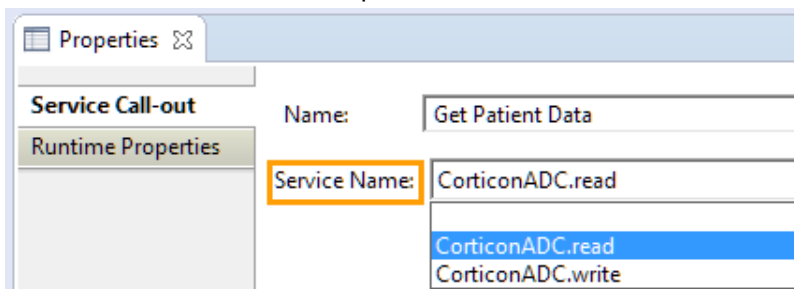 Properties
Service Call-out
Name: Get Patient Data
Runtime Properties
Service Name: CorticonADC.read
CorticonADC.read
CorticonADC.write